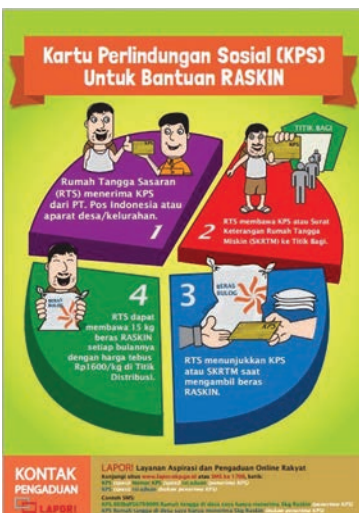 Kartu Perlindungan Sosial (KPS)
Untuk Bantuan RASKIN
TITIK BAGI
Rumah Tangga Sasaran
(RTS) menerima KPS
dari PT. Pos Indonesia atau
aparat desa/kelurahan.
1
2
RTS membawa KPS atau Surat
Keterangan Rumah Tangga
Miskin (SKRTM) ke Titik Bagi.
BERAS
BULOG
4
RTS dapat
membawa 15 kg
beras RASKIN
setiap bulannya
dengan harga tebus
Rp1600/kg di Titik
Distribusi.
3
BERAS
BULOG
KPS
RTS menunjukkan KPS
atau SKRTM saat
mengambil beras
RASKIN.
KONTAK
PENGADUAN
LAPOR!
LAPOR! Layanan Aspirasi dan Pengaduan Online Rakyat
Contoh SMS